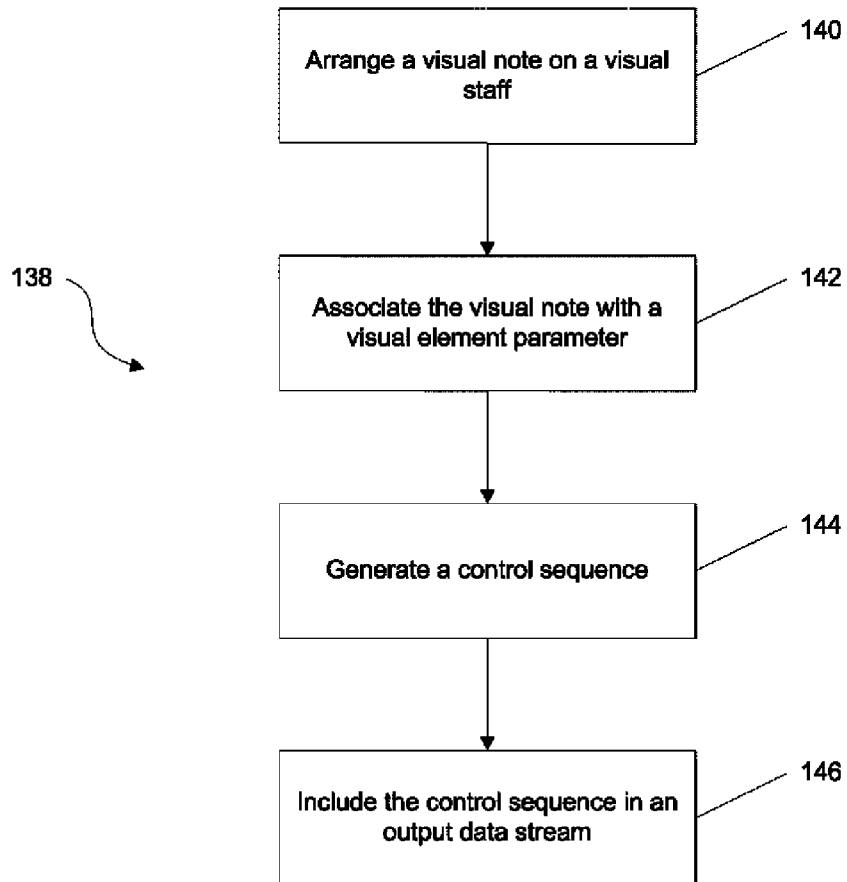 Arrange a visual note on a visual
staff
140
138
Associate the visual note with a
visual element parameter
142
Generate a control sequence
144
Include the control sequence in an
output data stream
146